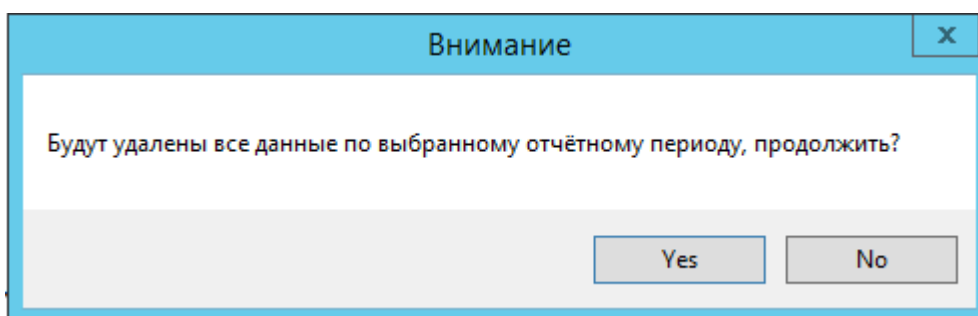 Внимание
Будут удалены все данные по выбранному отчётному периоду, продолжить?
Yes No